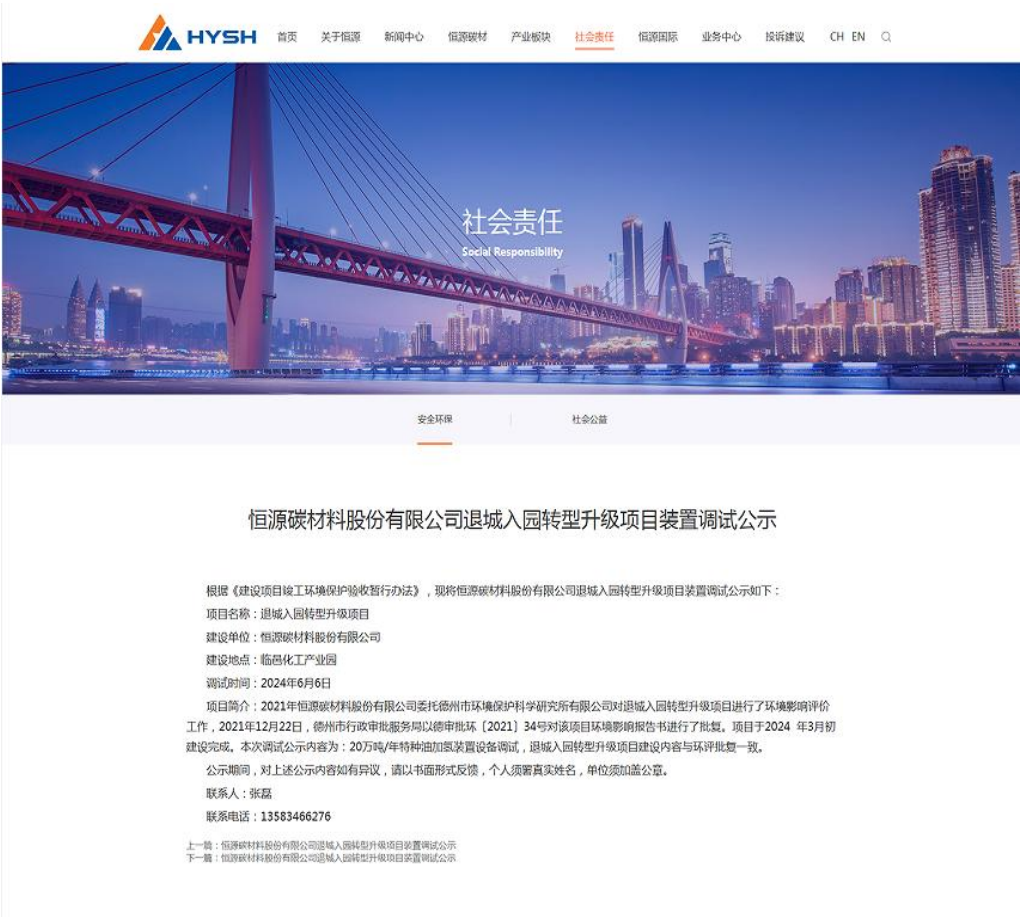 HYSH 首页 关于恒源 新闻中心 恒源碳材 产业板块 社会责任 恒源国际 业务中心 投诉建议 CH EN
社会责任
Social Responsibility
安全环保 社会公益
恒源碳材料股份有限公司退城入园转型升级项目装置调试公示
根据《建设项目竣工环境保护验收暂行办法》，现将恒源碳材料股份有限公司退城入园转型升级项目装置调试公示如下：
项目名称：退城入园转型升级项目
建设单位：恒源碳材料股份有限公司
建设地点：临邑化工产业园
调试时间：2024年6月6日
项目简介：2021年恒源碳材料股份有限公司委托德州市环境保护科学研究所有限公司对退城入园转型升级项目进行了环境影响评价
工作，2021年12月22日，德州市行政审批服务局以德审批环〔2021〕34号对该项目环境影响报告书进行了批复。项目于2024 年3月初
建设完成。本次调试公示内容为：20万吨/年特种油加氢装置设备调试，退城入园转型升级项目建设内容与环评批复一致。
公示期间，对上述公示内容如有异议，请以书面形式反馈，个人须署真实姓名，单位须加盖公章。
联系人：张磊
联系电话：13583466276
上一篇：恒源碳材料股份有限公司退城入园转型升级项目装置调试公示
下一篇：恒源碳材料股份有限公司退城入园转型升级项目装置调试公示